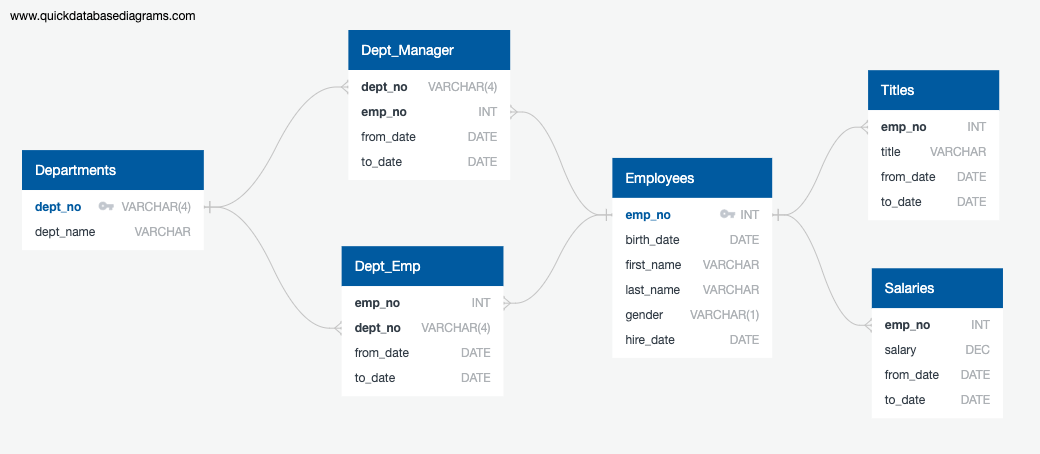 www.quickdatabasediagrams.com
Departments
dept_no VARCHAR(4)
dept_name VARCHAR
Dept_Manager
dept_no VARCHAR(4)
emp_no INT
from_date DATE
to_date DATE
Dept_Emp
emp_no INT
dept_no VARCHAR(4)
from_date DATE
to_date DATE
Employees
emp_no INT
birth_date DATE
first_name VARCHAR
last_name VARCHAR
gender VARCHAR(1)
hire_date DATE
Titles
emp_no INT
title VARCHAR
from_date DATE
to_date DATE
Salaries
emp_no INT
salary DEC
from_date DATE
to_date DATE